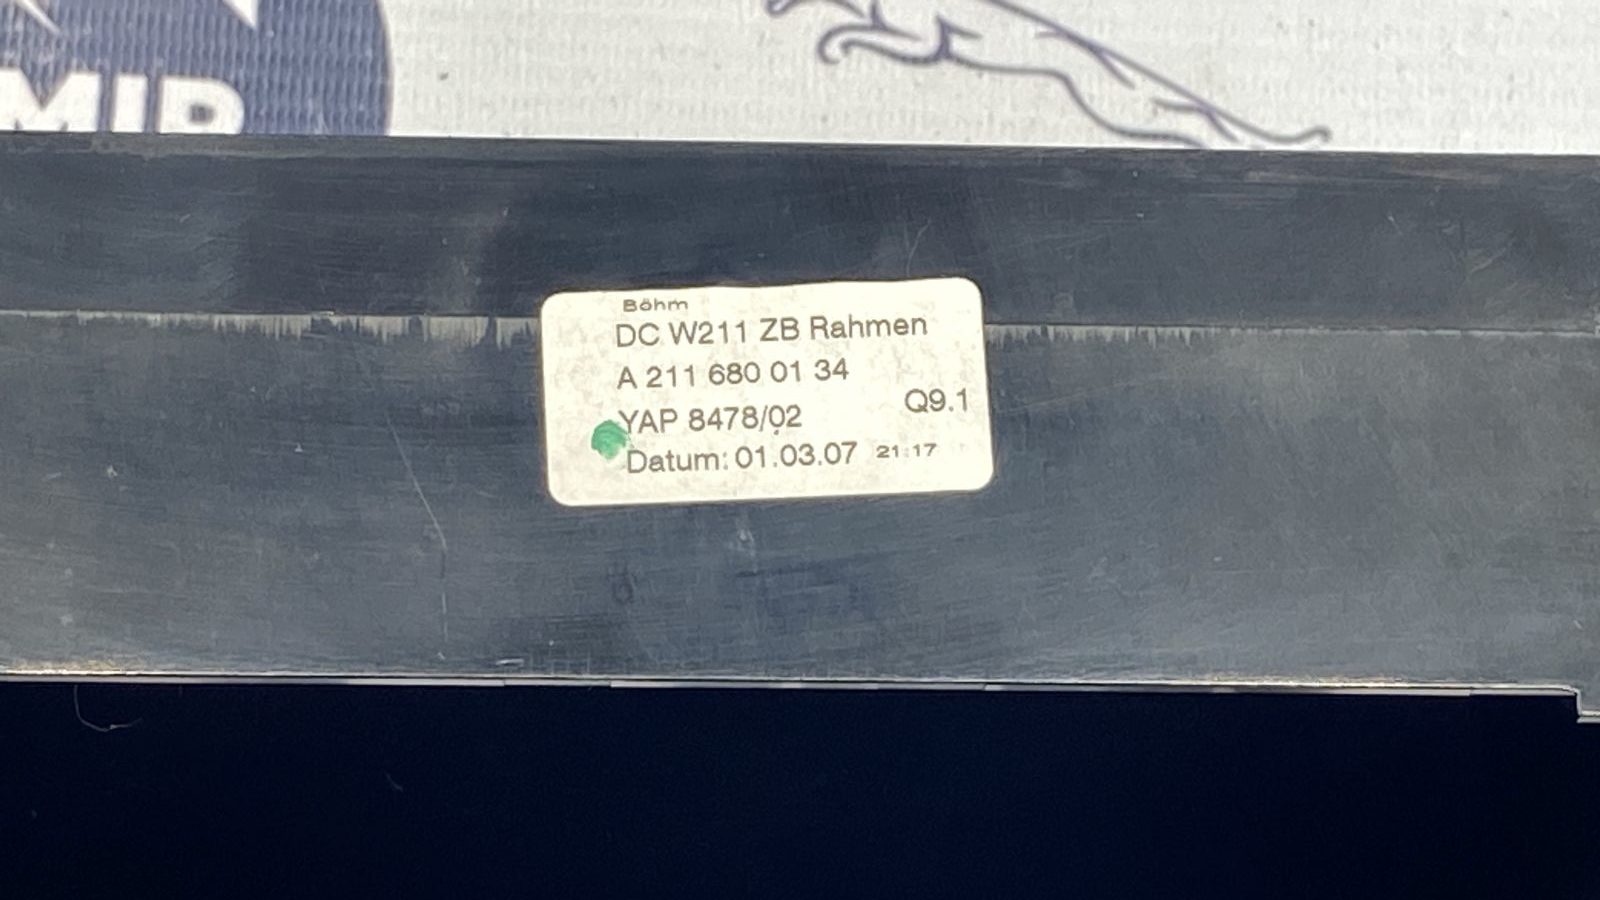 MIR
Böhm
DC W211 ZB Rahmen
A 211 680 01 34
Q9.1
YAP 8478/02
Datum: 01.03.07 21:17